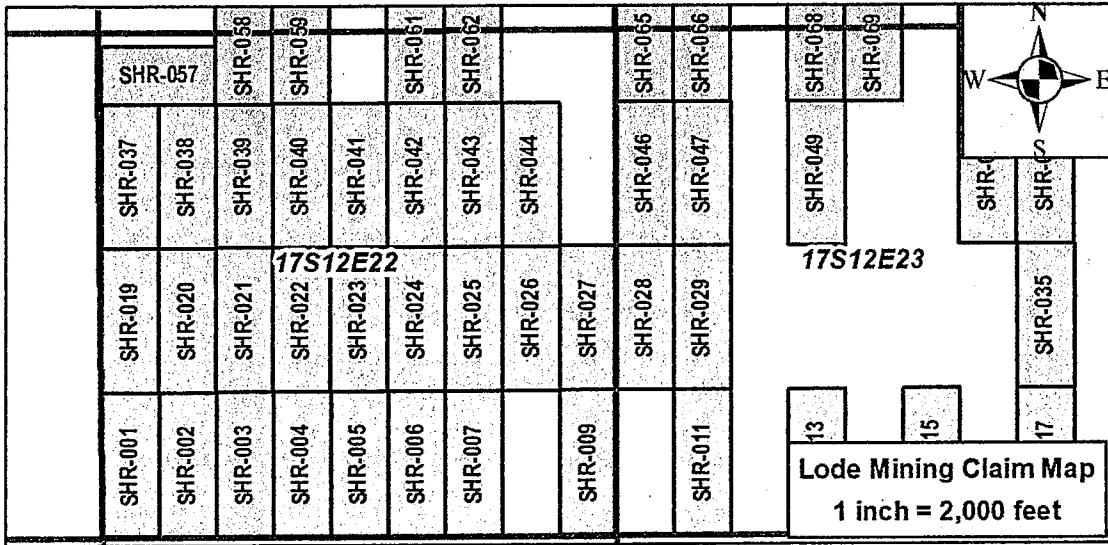 N
W E
S
SHR-058
SHR-059
SHR-061
SHR-062
SHR-065
SHR-066
SHR-068
SHR-069
SHR-057
SHR-037
SHR-038
SHR-039
SHR-040
SHR-041
SHR-042
SHR-043
SHR-044
SHR-046
SHR-047
SHR-049
17S12E22
17S12E23
SHR-019
SHR-020
SHR-021
SHR-022
SHR-023
SHR-024
SHR-025
SHR-026
SHR-027
SHR-028
SHR-029
SHR-035
SHR-001
SHR-002
SHR-003
SHR-004
SHR-005
SHR-006
SHR-007
SHR-009
SHR-011
13
15
17
Lode Mining Claim Map
1 inch = 2,000 feet